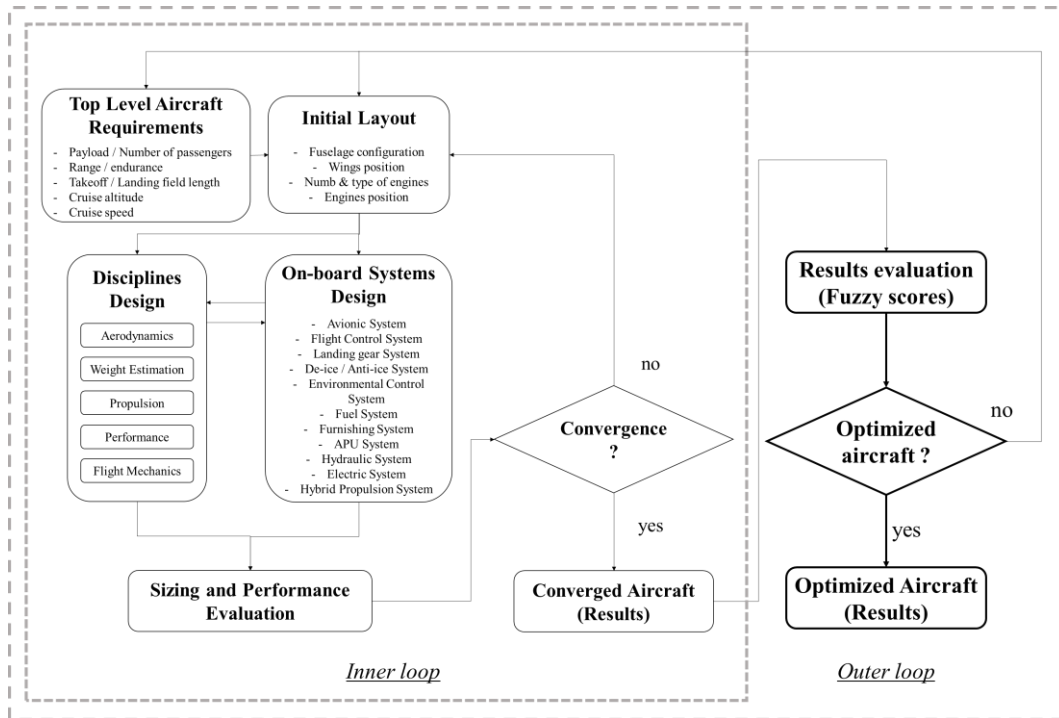 Top Level Aircraft
Requirements
- Payload / Number of passengers
- Range / endurance
- Takeoff / Landing field length
- Cruise altitude
- Cruise speed
Initial Layout
- Fuselage configuration
- Wings position
- Numb & type of engines
- Engines position
Disciplines
Design
Aerodynamics
Weight Estimation
Propulsion
Performance
Flight Mechanics
On-board Systems
Design
- Avionic System
- Flight Control System
- Landing gear System
- De-ice / Anti-ice System
- Environmental Control
System
- Fuel System
- Furnishing System
- APU System
- Hydraulic System
- Electric System
- Hybrid Propulsion System
Sizing and Performance
Evaluation
no
Convergence
?
yes
Converged Aircraft
(Results)
Inner loop
Results evaluation
(Fuzzy scores)
Optimized
aircraft ?
no
yes
Optimized Aircraft
(Results)
Outer loop